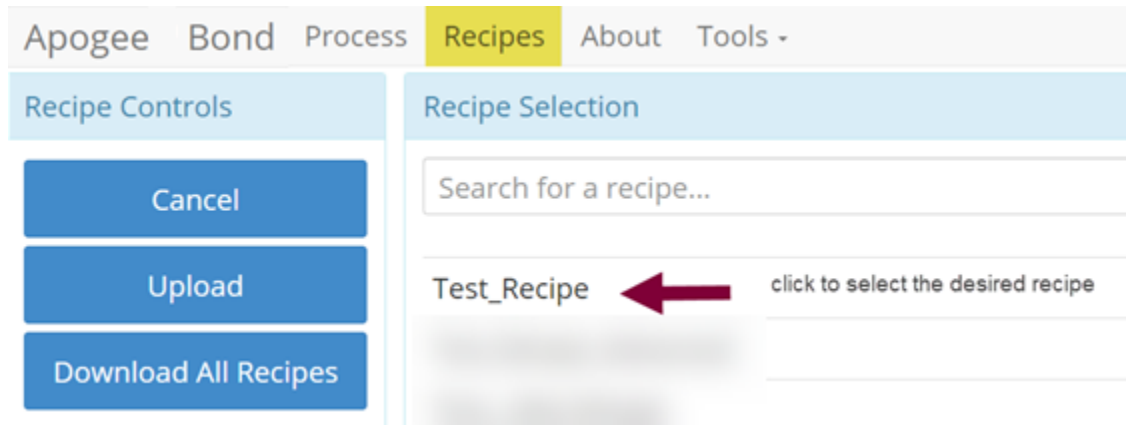 Apogee Bond Process Recipes About Tools
Recipe Controls
Cancel
Upload
Download All Recipes
Recipe Selection
Search for a recipe...
Test_Recipe click to select the desired recipe